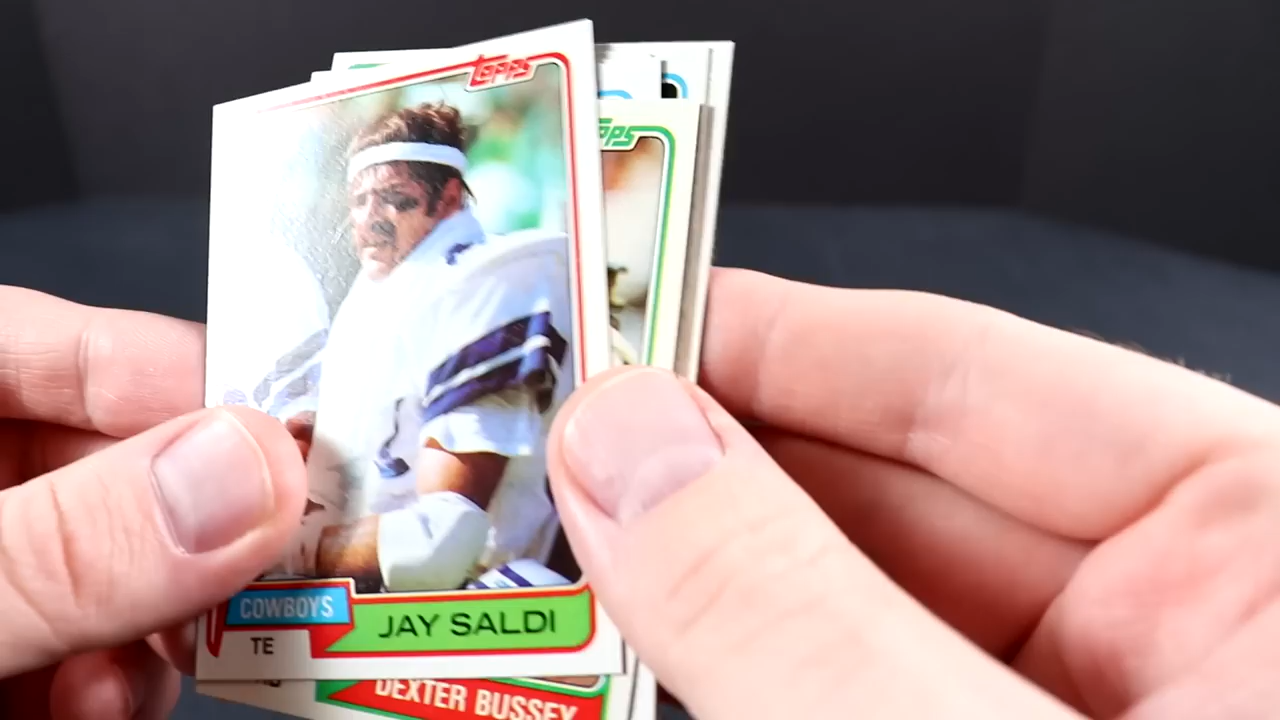 TOPPS
COWBOYS
JAY SALDI
TE
DEXTER BUSSEY